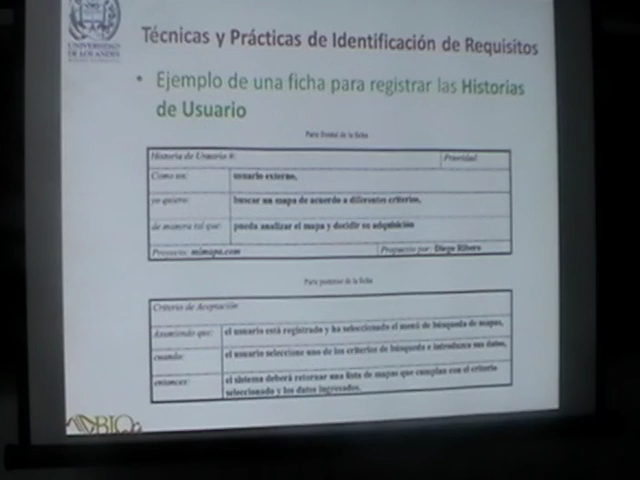 UNIVERSIDAD
DE LOS ANDES
Técnicas y Prácticas de Identificación de Requisitos
• Ejemplo de una ficha para registrar las Historias
de Usuario
Parte frontal de la ficha
Historia de Usuario #: Prioridad
Como un: usuario externo,
yo quiero: buscar un mapa de acuerdo a diferentes criterios,
de manera tal que: pueda analizar el mapa y decidir su adquisición
Proyecto: mimapa.com Propuesto por: Diego Ribero
Parte posterior de la ficha
Criterio de Aceptación:
Asumiendo que: el usuario está registrado y ha seleccionado el menú de búsqueda de mapas,
cuando: el usuario seleccione uno de los criterios de búsqueda e introduzca sus datos,
entonces: el sistema deberá retornar una lista de mapas que cumplan con el criterio
seleccionado y los datos ingresados.